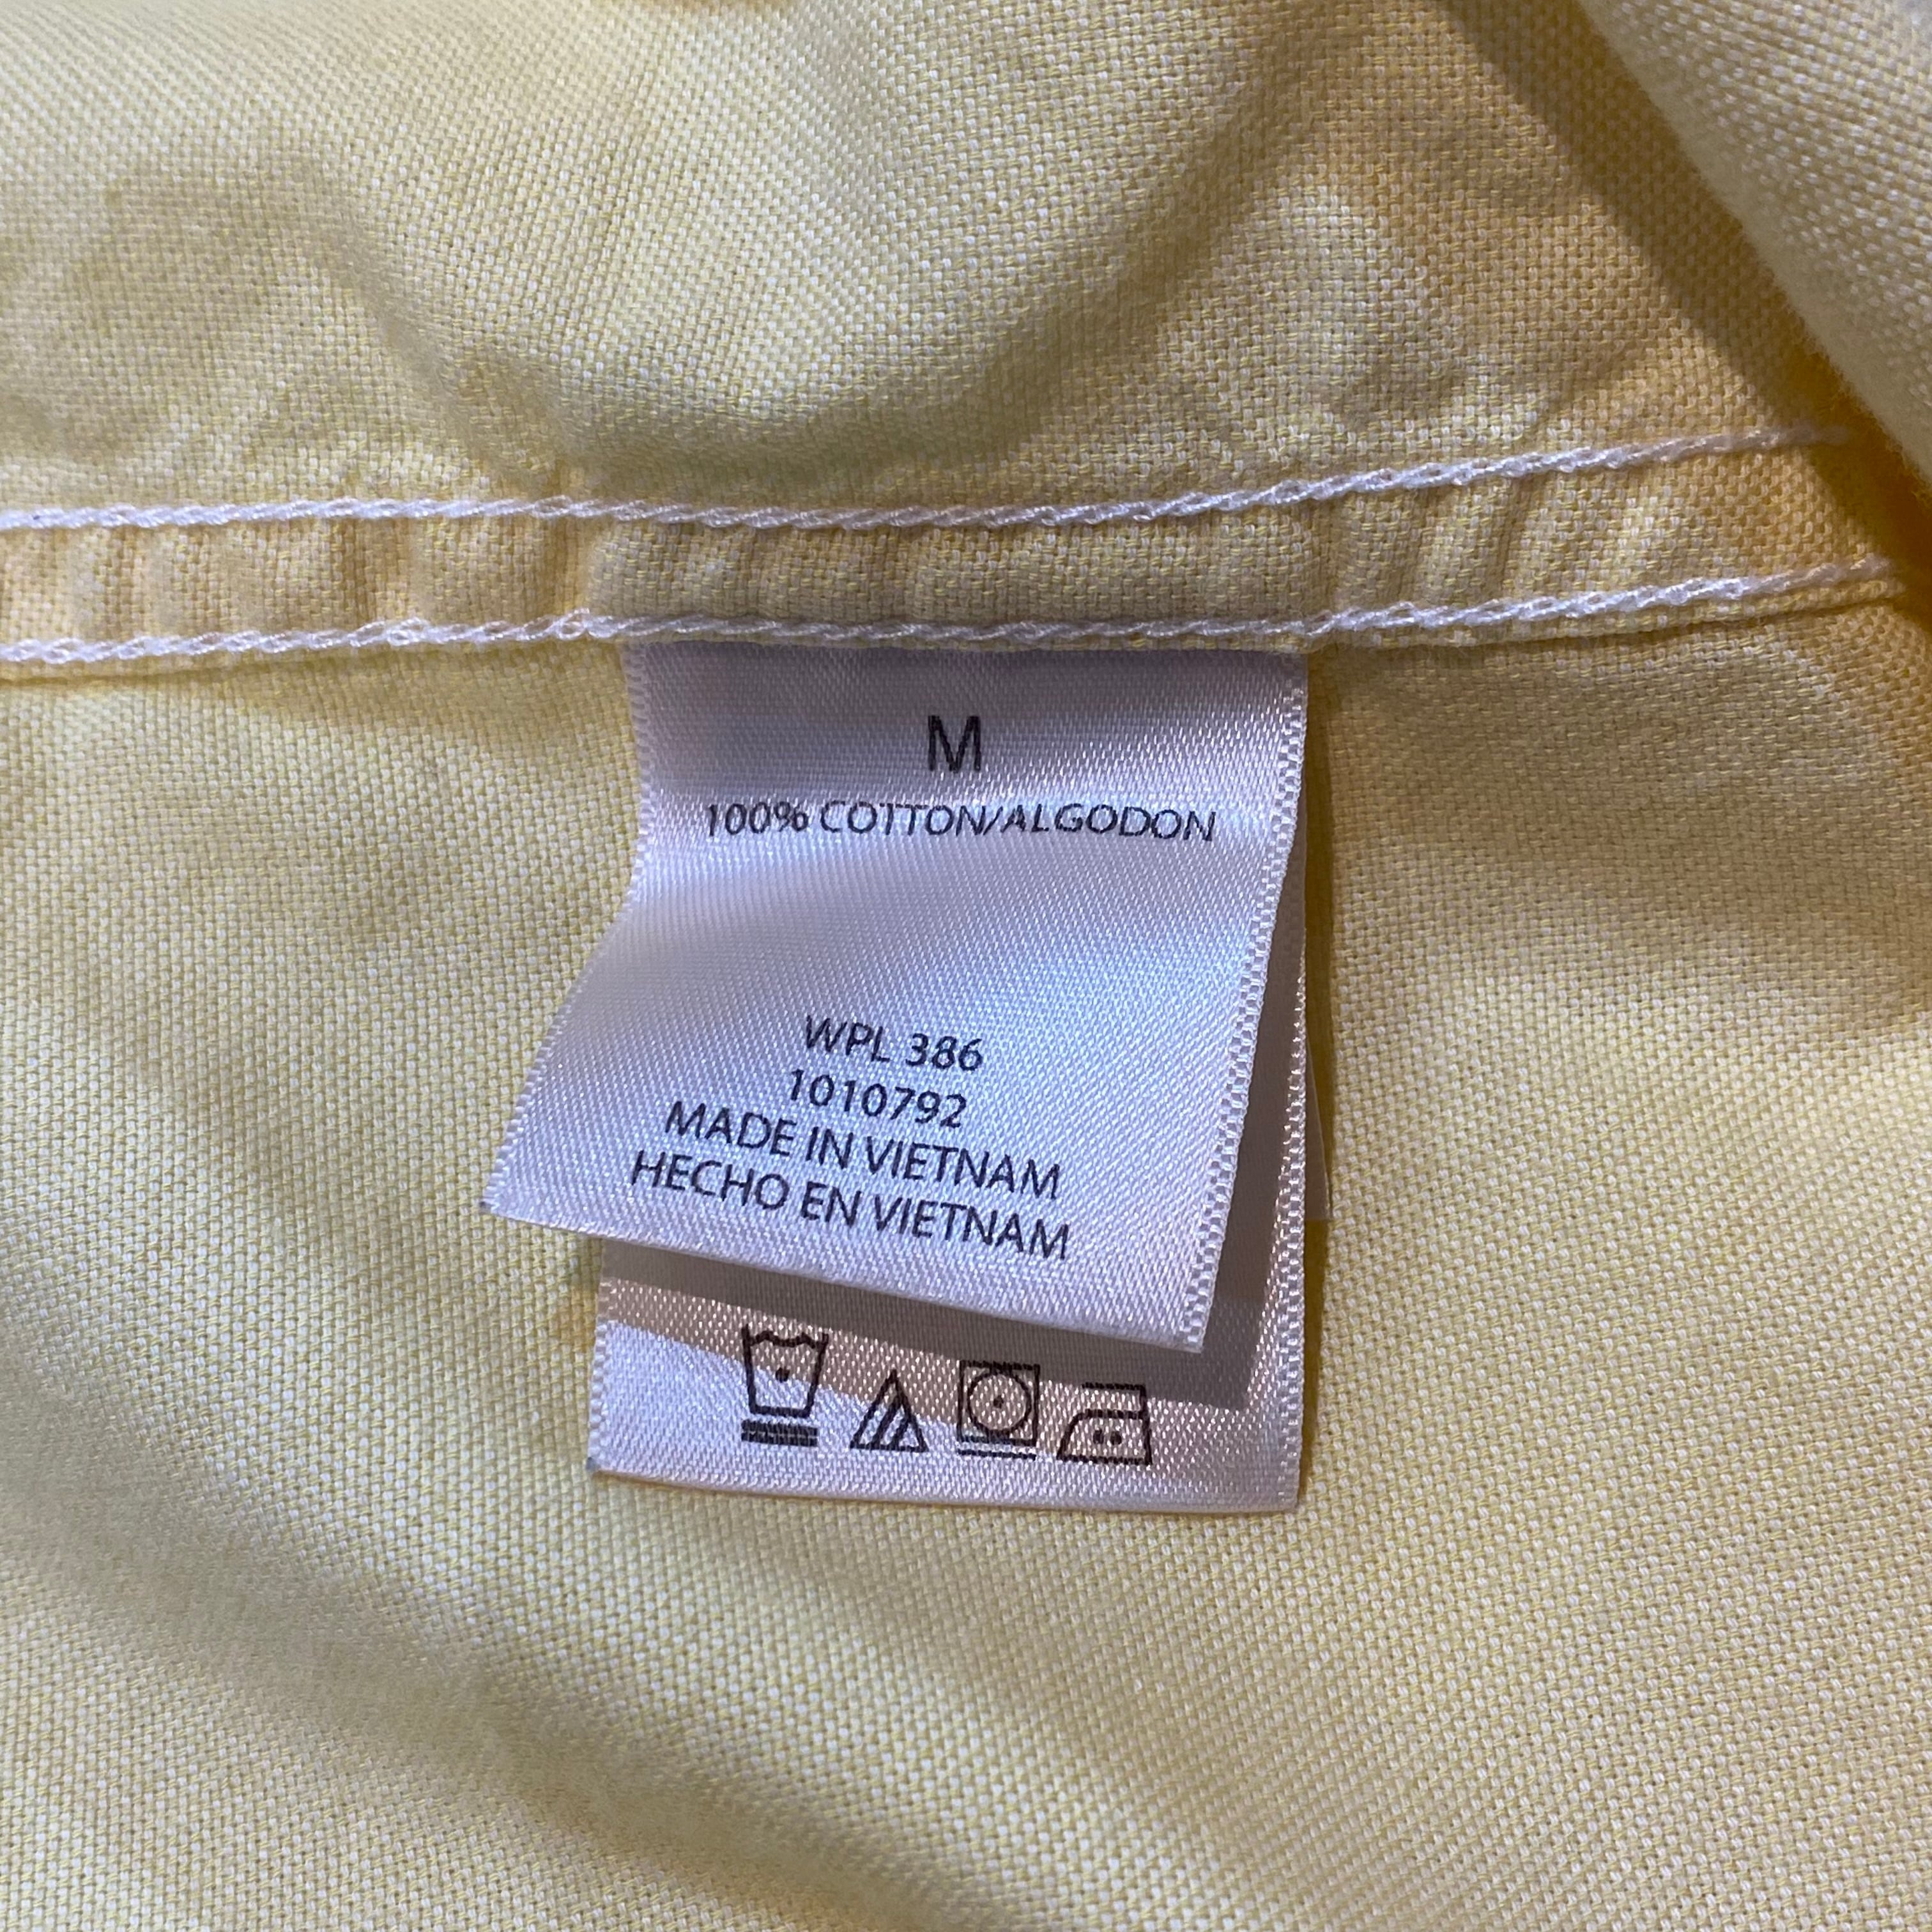 M
100% COTTON/ALGODON
WPL 386
1010792
MADE IN VIETNAM
HECHO EN VIETNAM